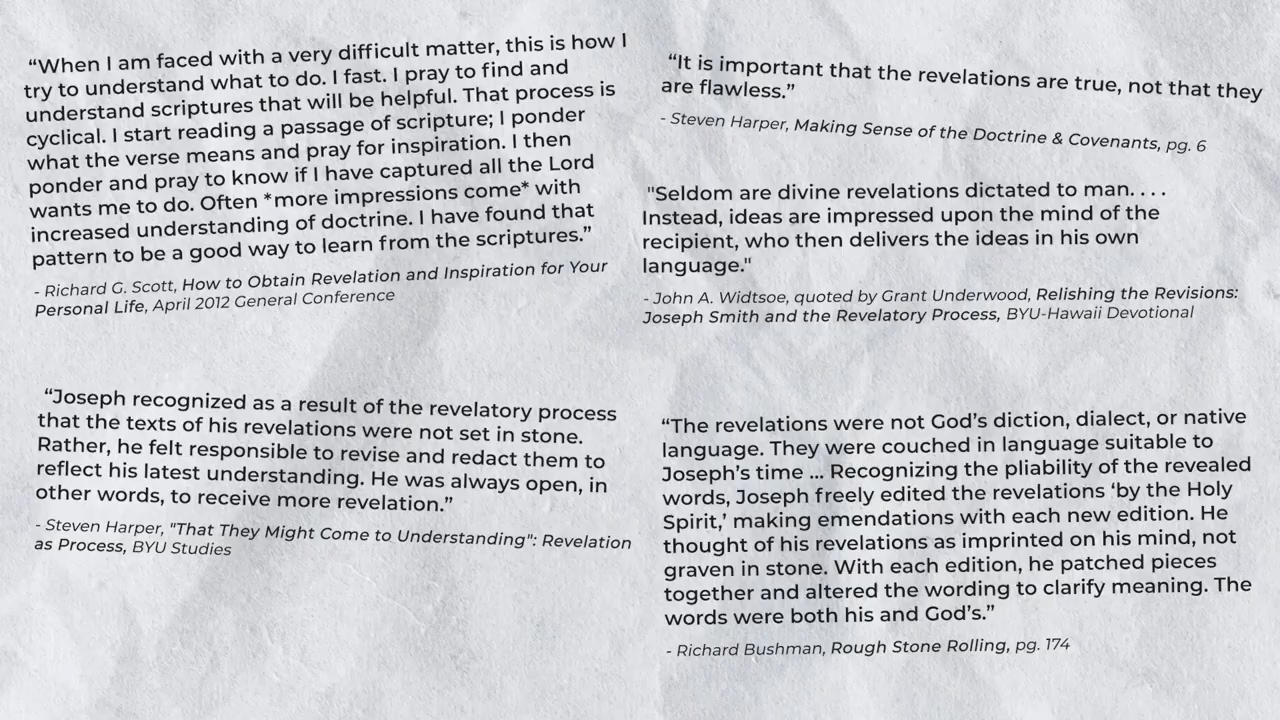 “When I am faced with a very difficult matter, this is how I
try to understand what to do. I fast. I pray to find and
understand scriptures that will be helpful. That process is
cyclical. I start reading a passage of scripture; I ponder
what the verse means and pray for inspiration. I then
ponder and pray to know if I have captured all the Lord
wants me to do. Often *more impressions come* with
increased understanding of doctrine. I have found that
pattern to be a good way to learn from the scriptures.”
- Richard G. Scott, How to Obtain Revelation and Inspiration for Your
Personal Life, April 2012 General Conference
“It is important that the revelations are true, not that they
are flawless.”
- Steven Harper, Making Sense of the Doctrine & Covenants, pg. 6
"Seldom are divine revelations dictated to man. . . .
Instead, ideas are impressed upon the mind of the
recipient, who then delivers the ideas in his own
language."
- John A. Widtsoe, quoted by Grant Underwood, Relishing the Revisions:
Joseph Smith and the Revelatory Process, BYU-Hawaii Devotional
“Joseph recognized as a result of the revelatory process
that the texts of his revelations were not set in stone.
Rather, he felt responsible to revise and redact them to
reflect his latest understanding. He was always open, in
other words, to receive more revelation.”
- Steven Harper, "That They Might Come to Understanding": Revelation
as Process, BYU Studies
“The revelations were not God’s diction, dialect, or native
language. They were couched in language suitable to
Joseph’s time ... Recognizing the pliability of the revealed
words, Joseph freely edited the revelations ‘by the Holy
Spirit,’ making emendations with each new edition. He
thought of his revelations as imprinted on his mind, not
graven in stone. With each edition, he patched pieces
together and altered the wording to clarify meaning. The
words were both his and God’s.”
- Richard Bushman, Rough Stone Rolling, pg. 174